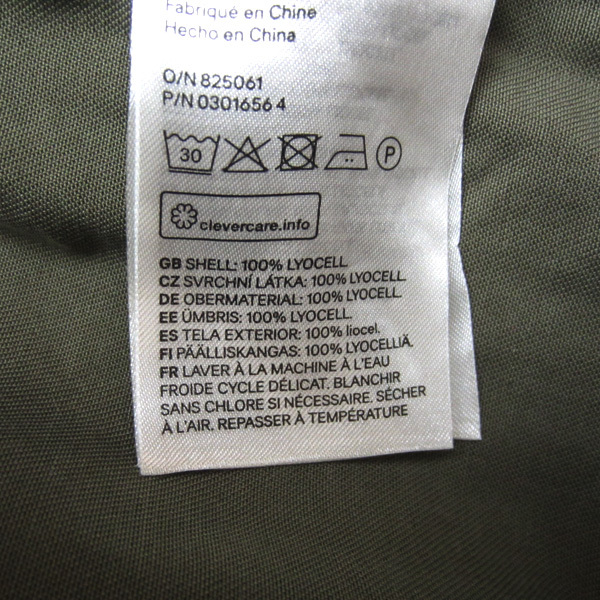 Fabriqué en Chine
Hecho en China
O/N 825061
P/N 03016564
30
P
clevercare.info
GB SHELL: 100% LYOCELL.
CZ SVRCHNÍ LÁTKA: 100% LYOCELL.
DE OBERMATERIAL: 100% LYOCELL.
EE ÜMBRIS: 100% LYOCELL.
ES TELA EXTERIOR: 100% liocel.
FI PÄÄLLISKANGAS: 100% LYOCELLIÄ.
FR LAVER À LA MACHINE À L'EAU
FROIDE CYCLE DÉLICAT. BLANCHIR
SANS CHLORE SI NÉCESSAIRE. SÉCHER
À L'AIR. REPASSER À TEMPÉRATURE